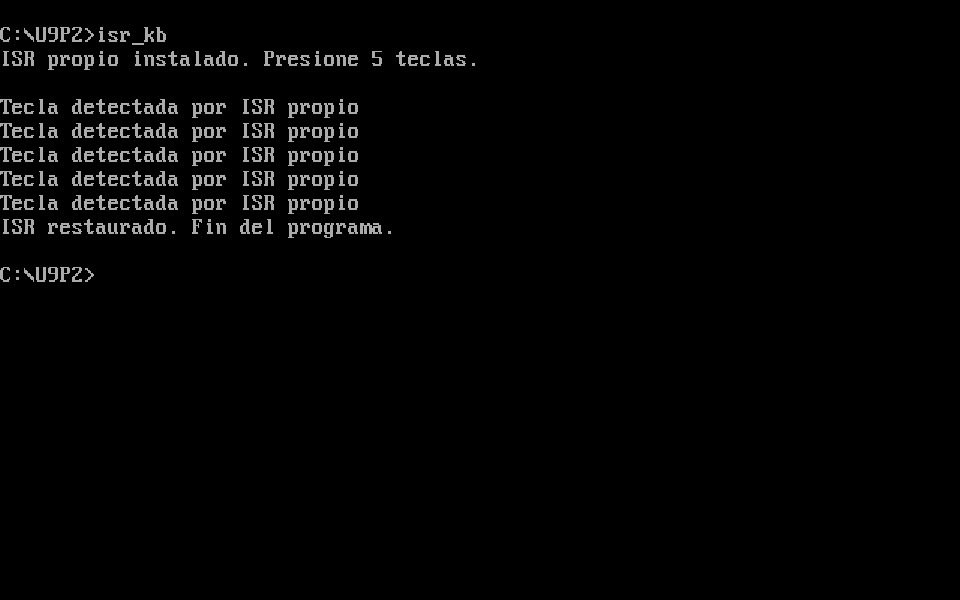 C:\U9P2>isr_kb
ISR propio instalado. Presione 5 teclas.
Tecla detectada por ISR propio
Tecla detectada por ISR propio
Tecla detectada por ISR propio
Tecla detectada por ISR propio
Tecla detectada por ISR propio
ISR restaurado. Fin del programa.
C:\U9P2>